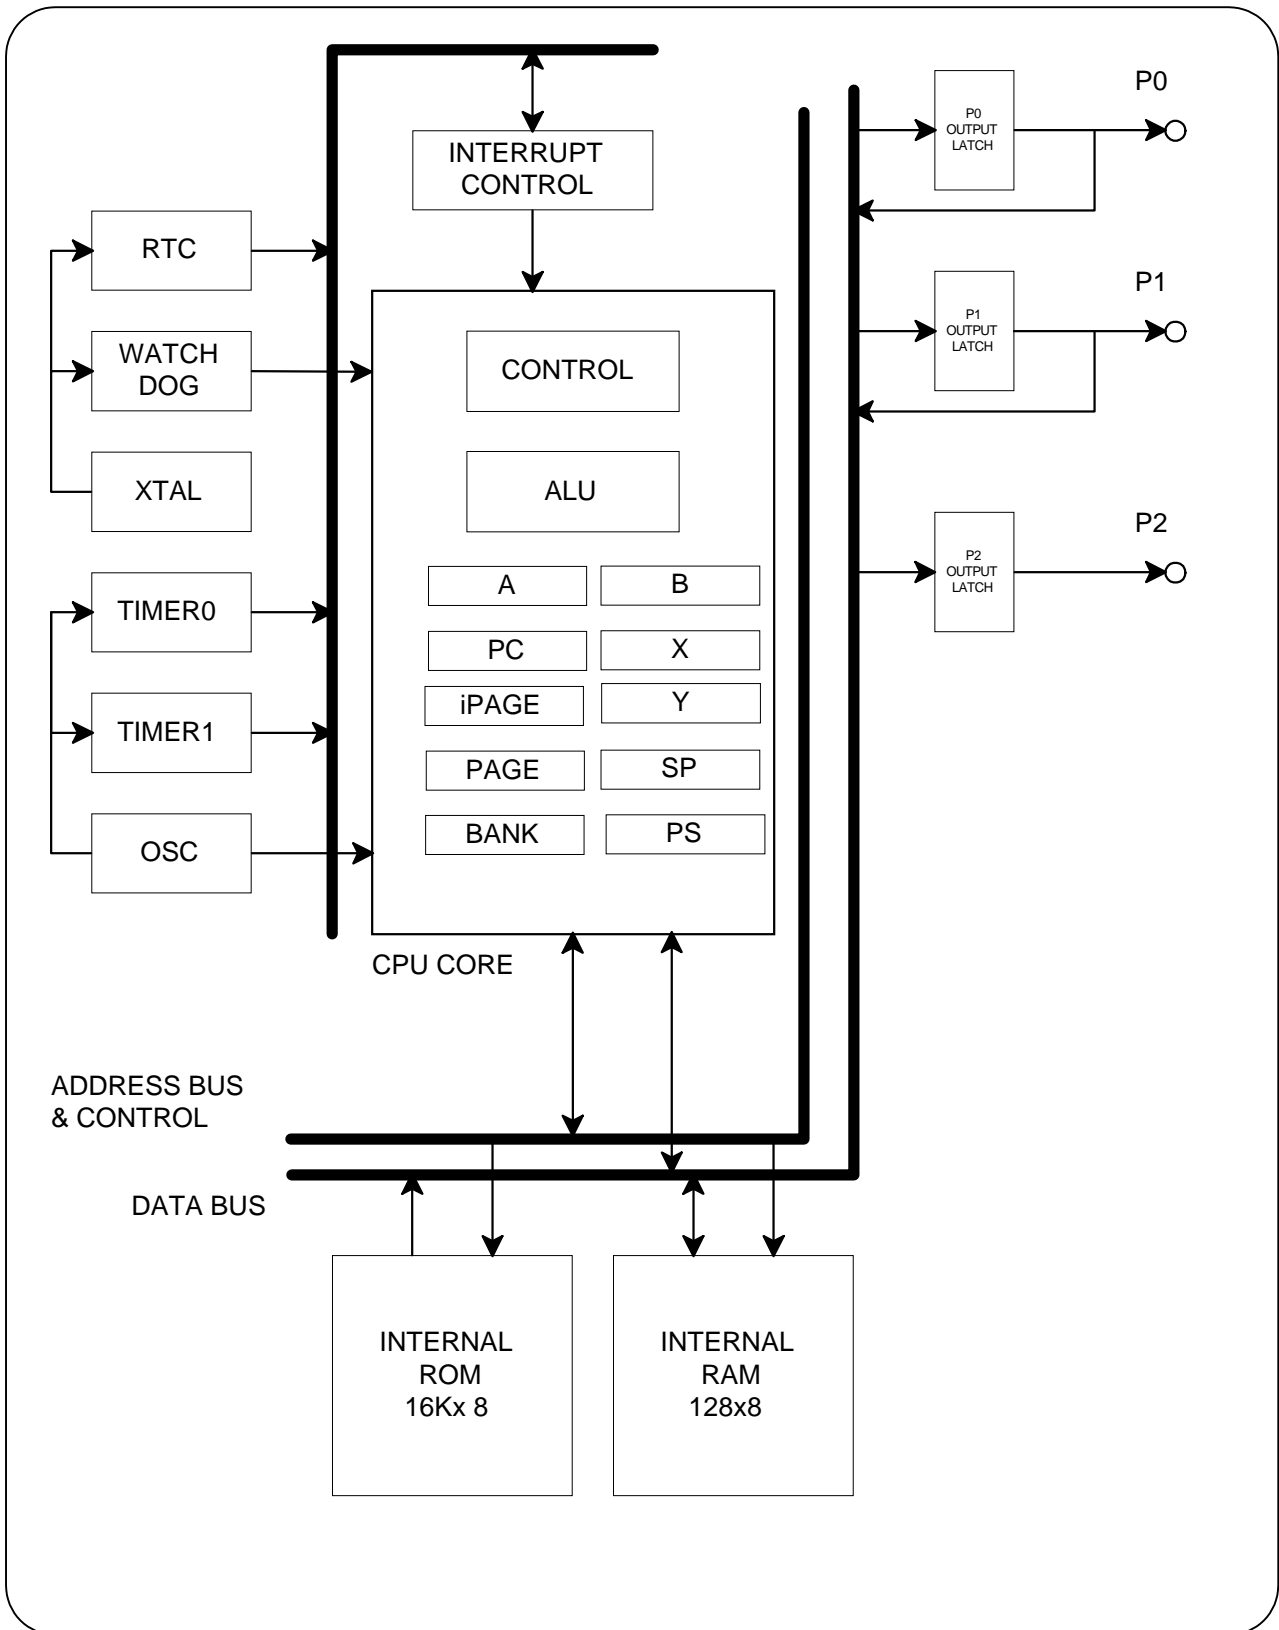 P0
P0
OUTPUT
LATCH
INTERRUPT
CONTROL
RTC
P1
P1
OUTPUT
LATCH
WATCH
DOG
CONTROL
XTAL
ALU
P2
P2
OUTPUT
LATCH
TIMER0
A
B
PC
X
TIMER1
iPAGE
Y
PAGE
SP
OSC
BANK
PS
CPU CORE
ADDRESS BUS
& CONTROL
DATA BUS
INTERNAL
ROM
16Kx 8
INTERNAL
RAM
128x8